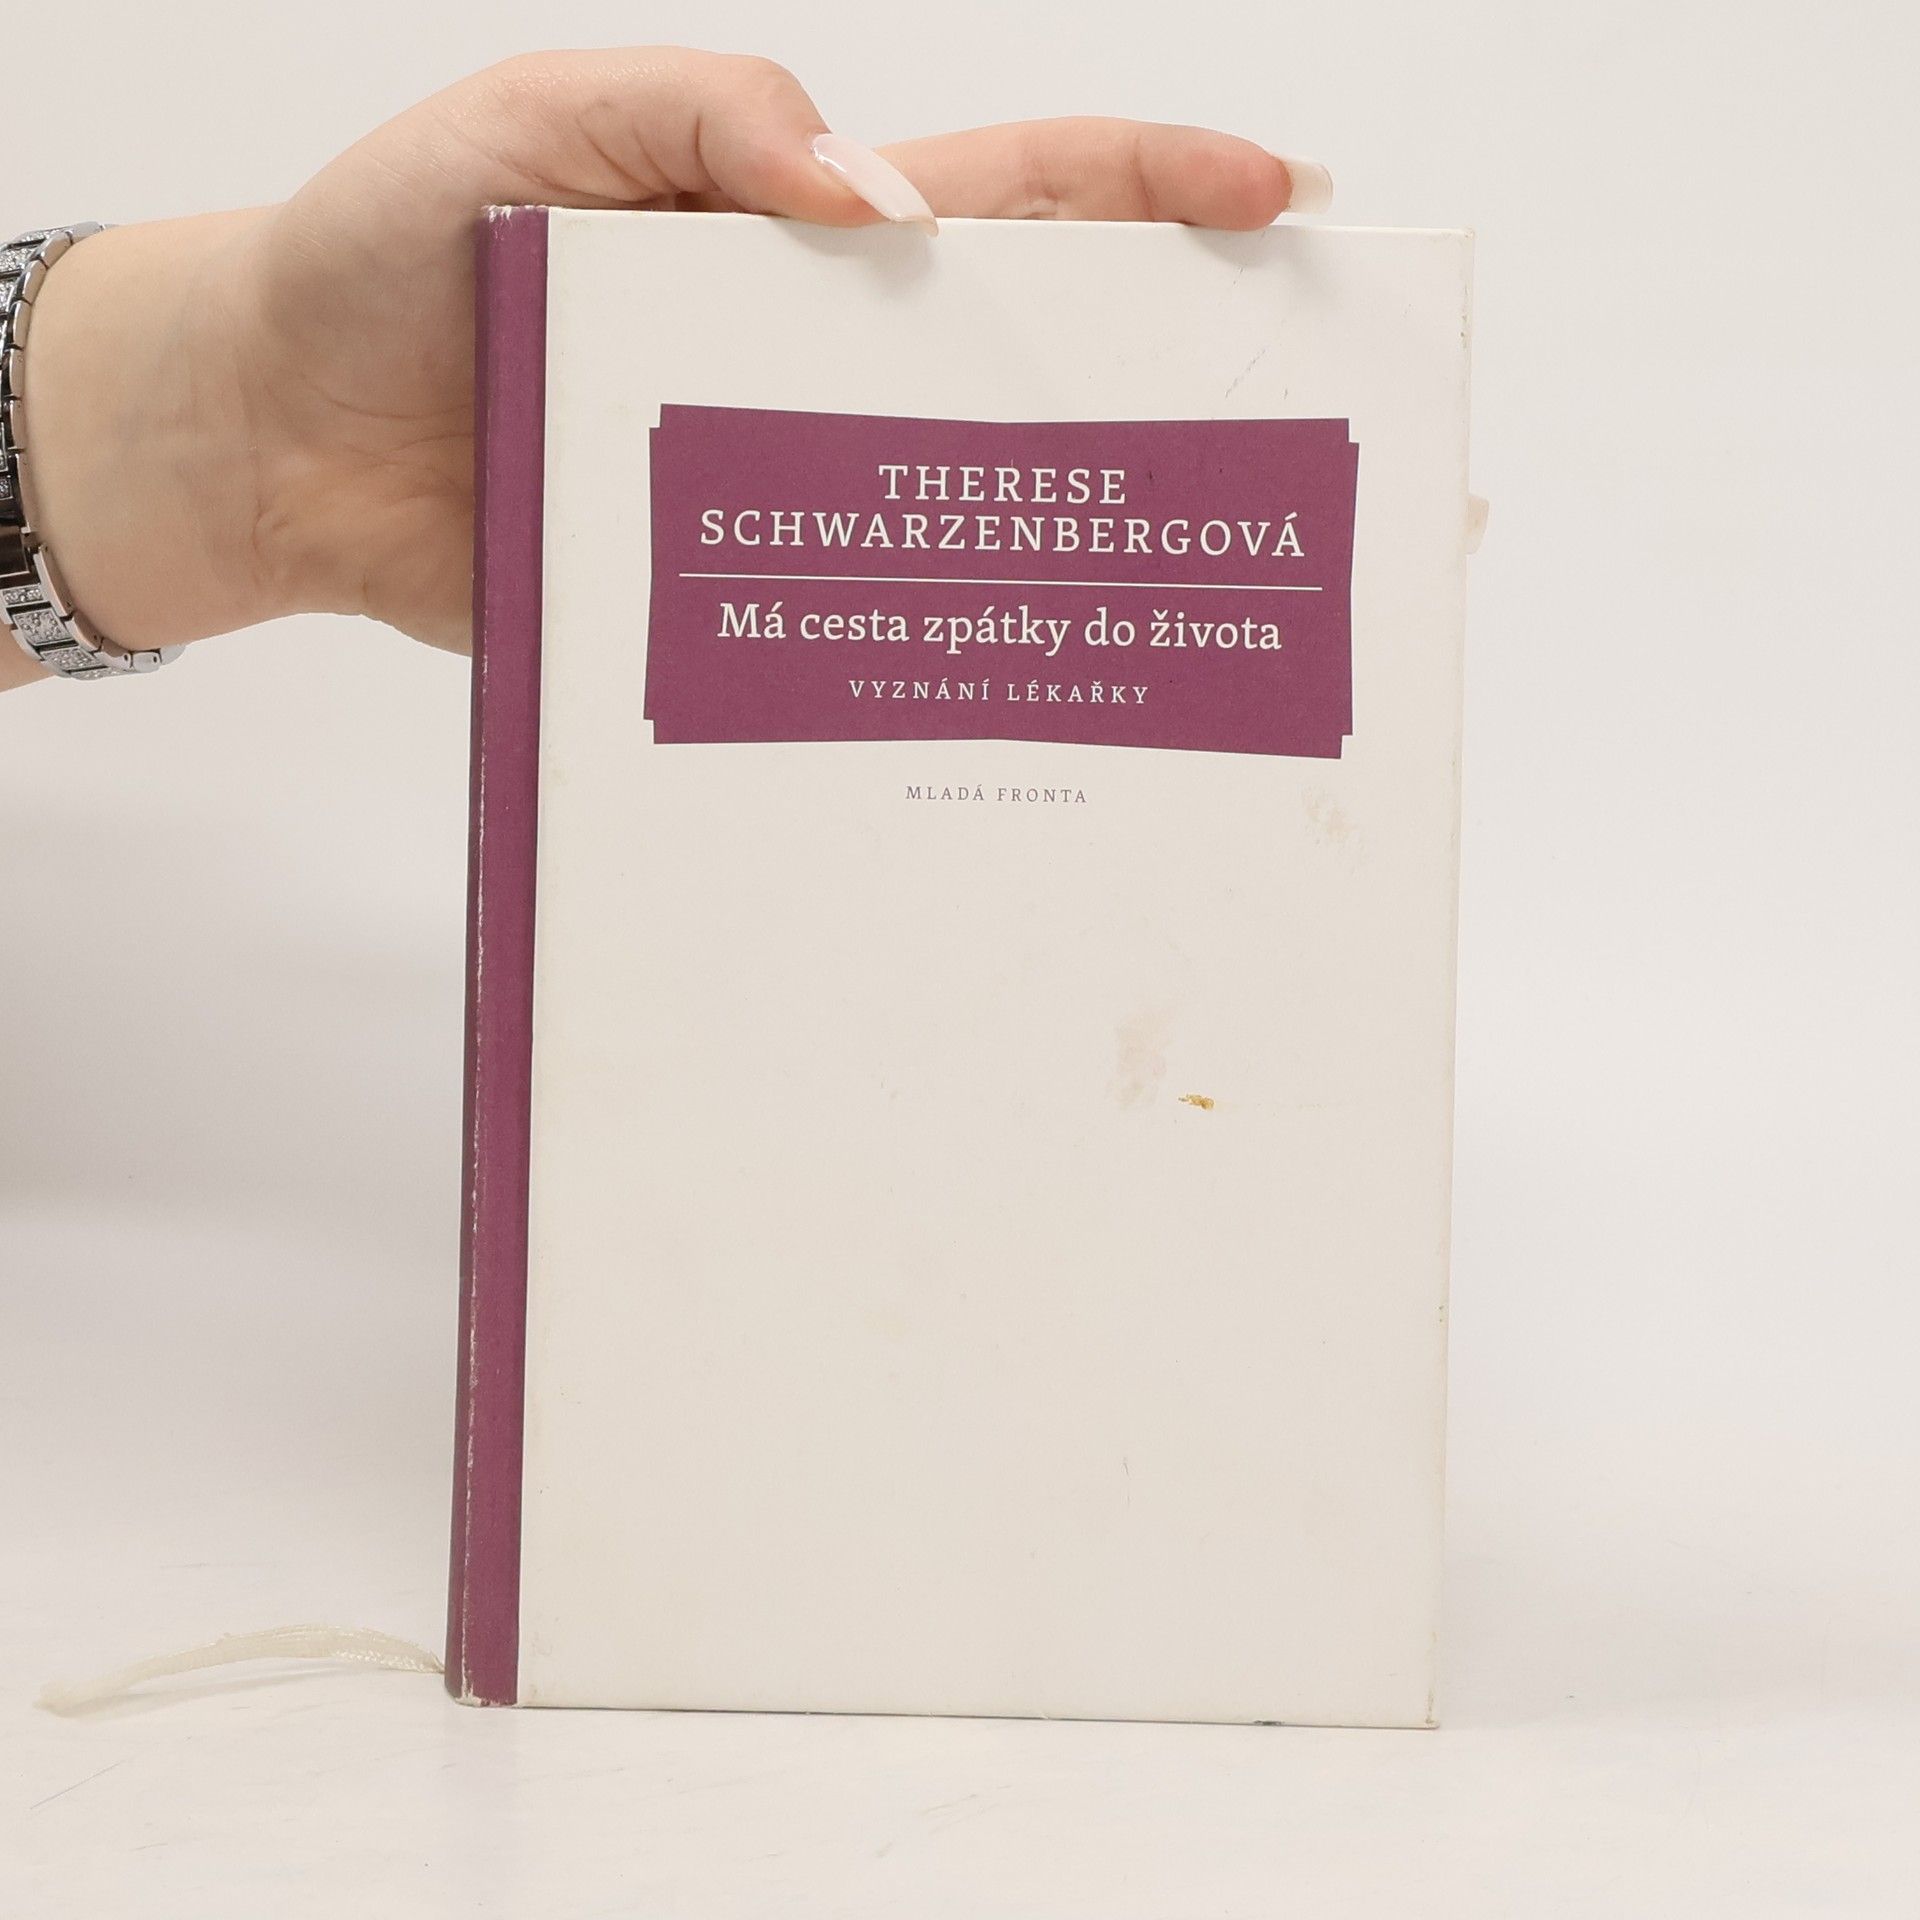 THERESE
SCHWARZENBERGOVÁ
Má cesta zpátky do života
VYZNÁNÍ LÉKAŘKY
MLADÁ FRONTA